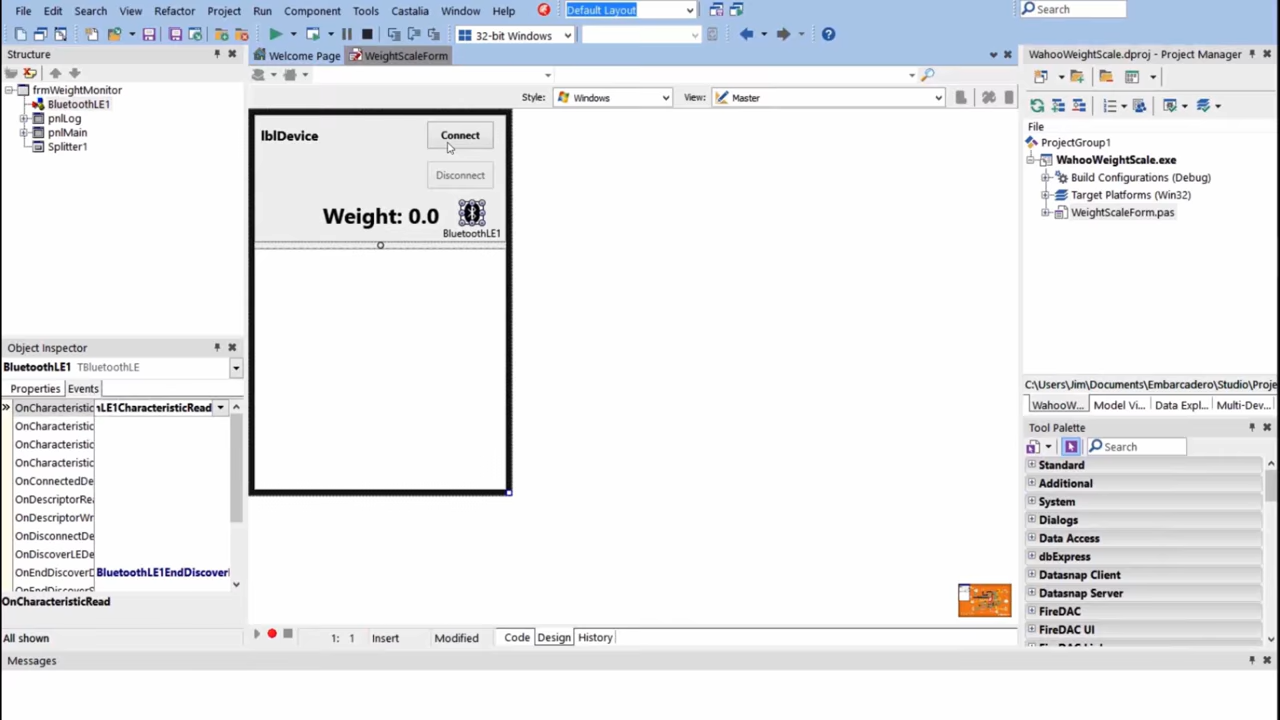 File Edit Search View Refactor Project Run Component Tools Castalia Window Help Default Layout Search
32-bit Windows
Structure
Welcome Page WeightScaleForm
WahooWeightScale.dproj - Project Manager
frmWeightMonitor
BluetoothLE1
pnlLog
pnlMain
Splitter1
Style: Windows View: Master
lblDevice Connect
Disconnect
Weight: 0.0
BluetoothLE1
File
ProjectGroup1
WahooWeightScale.exe
Build Configurations (Debug)
Target Platforms (Win32)
WeightScaleForm.pas
Object Inspector
BluetoothLE1 TBluetoothLE
Properties Events
OnCharacteristic LE1CharacteristicRead
OnCharacteristic
OnCharacteristic
OnCharacteristic
OnConnectedDe
OnDescriptorRe
OnDescriptorWr
OnDisconnectDe
OnDiscoverLEDe
OnEndDiscoverD BluetoothLE1EndDiscover
OnCharacteristicRead
All shown
1: 1 Insert Modified Code Design History
C:\Users\Jim\Documents\Embarcadero\Studio\Proje
WahooW... Model Vi... Data Expl... Multi-Dev...
Tool Palette
Search
Standard
Additional
System
Dialogs
Data Access
dbExpress
Datasnap Client
Datasnap Server
FireDAC
FireDAC UI
Messages